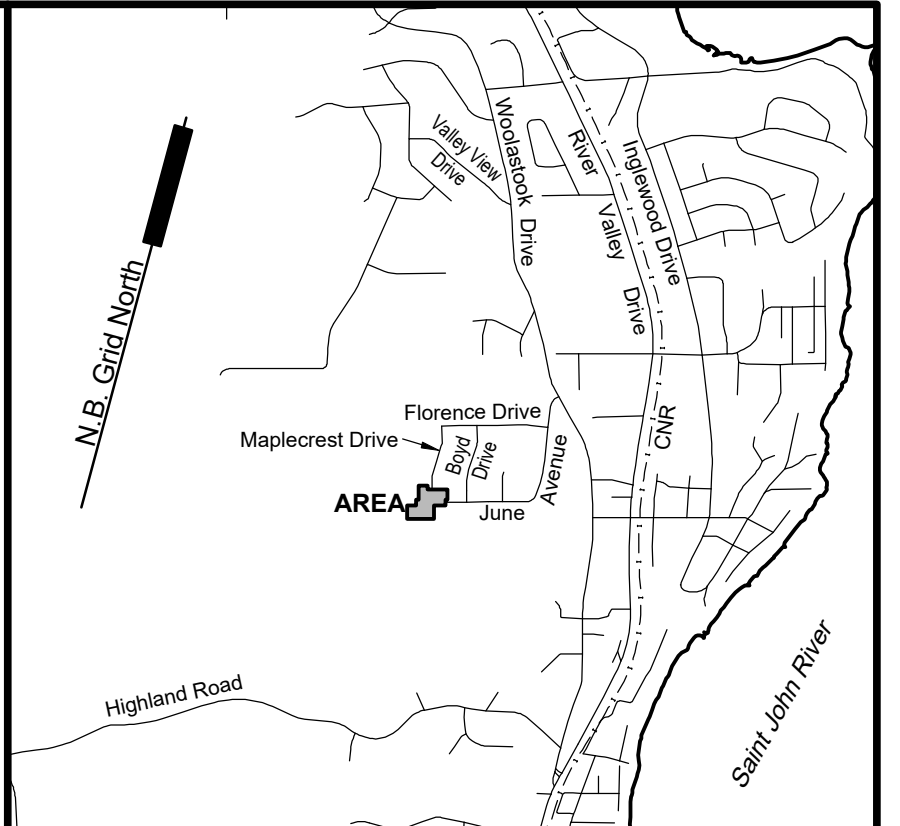 Valley View
Drive
Woolastook Drive
River
Valley
Drive
Inglewood Drive
N.B. Grid North
Florence Drive
Maplecrest Drive
Boyd
Drive
Avenue
CNR
AREA
June
Highland Road
Saint John River